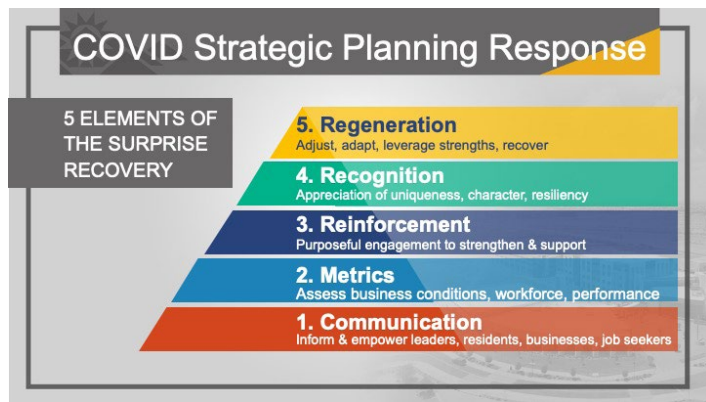 COVID Strategic Planning Response
5 ELEMENTS OF
THE SURPRISE
RECOVERY
5. Regeneration
Adjust, adapt, leverage strengths, recover
4. Recognition
Appreciation of uniqueness, character, resiliency
3. Reinforcement
Purposeful engagement to strengthen & support
2. Metrics
Assess business conditions, workforce, performance
1. Communication
Inform & empower leaders, residents, businesses, job seekers